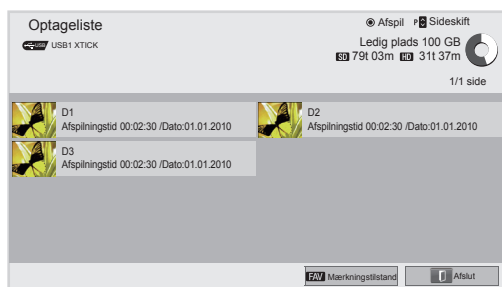 Optageliste
Afspil P Sideskift
USB USB1 XTICK
Ledig plads 100 GB
SD 79t 03m HD 31t 37m
1/1 side
D1
Afspilningstid 00:02:30 /Dato:01.01.2010
D2
Afspilningstid 00:02:30 /Dato:01.01.2010
D3
Afspilningstid 00:02:30 /Dato:01.01.2010
FAV Mærkningstilstand
Afslut